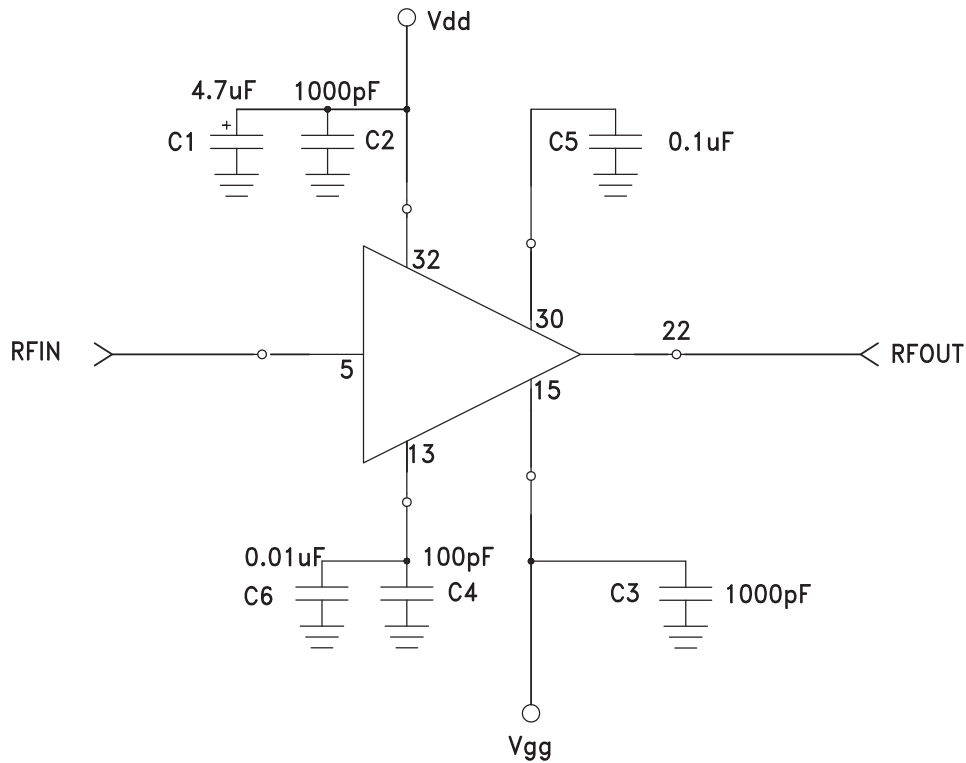 Vdd
4.7uF
1000pF
+
C1
C2
C5
0.1uF
32
30
22
RFIN
RFOUT
5
15
13
0.01uF
100pF
C6
C4
C3
1000pF
Vgg